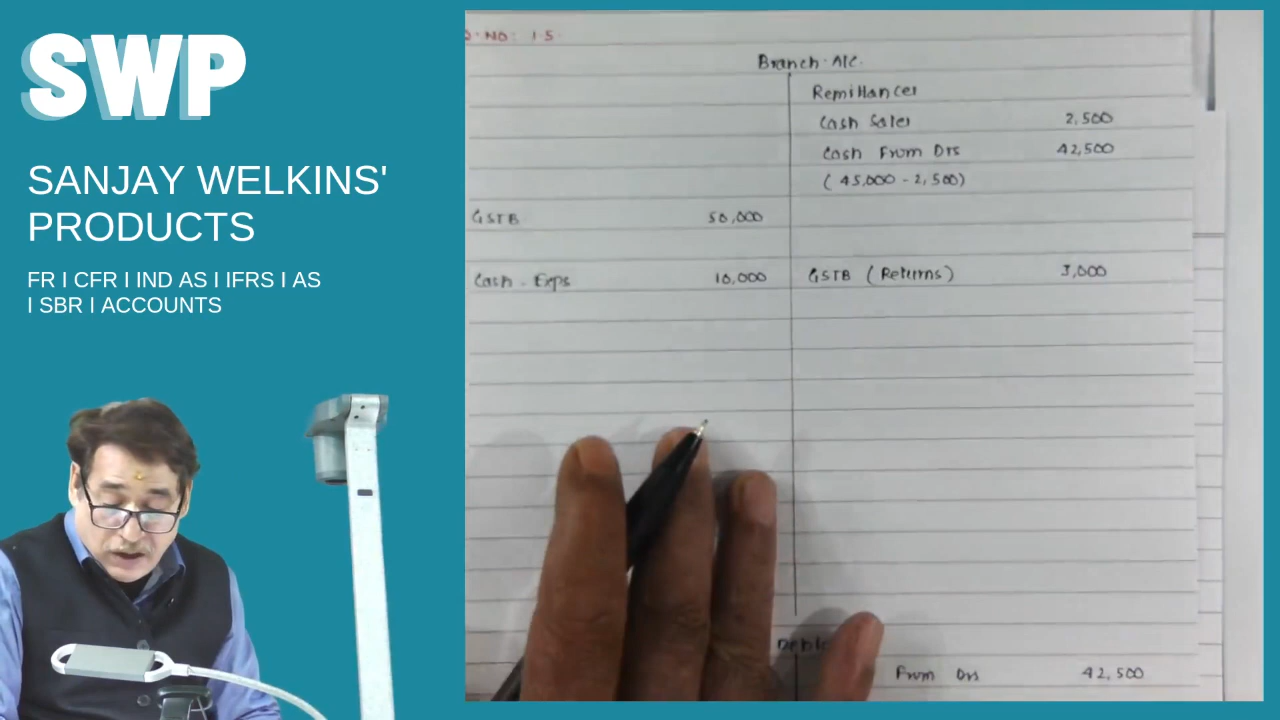 SWP
SANJAY WELKINS'
PRODUCTS
FR I CFR I IND AS I IFRS I AS
I SBR I ACCOUNTS
Q. NO: 15
Branch A/c.
Remittances
Cash Sales 2,500
Cash From Drs 42,500
(45,000 - 2,500)
GSTB 50,000
Cash - Exps 10,000 GSTB (Returns) 3,000
From Drs 42,500